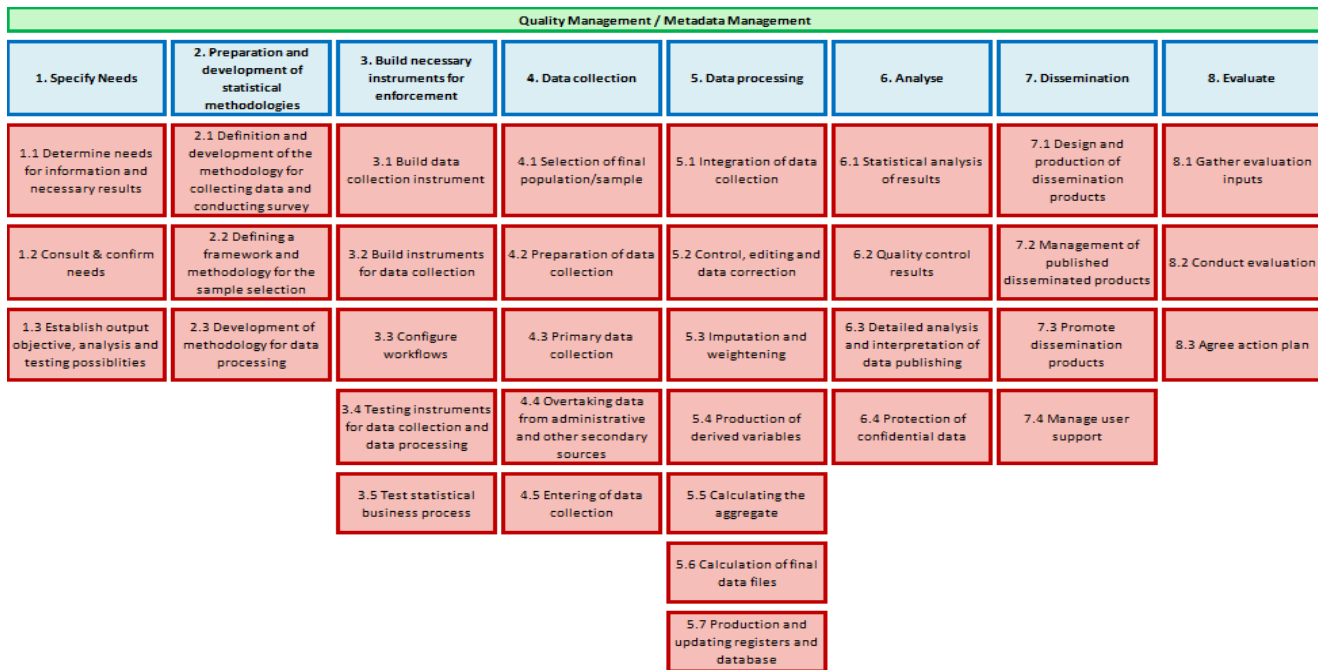 Quality Management / Metadata Management
1. Specify Needs
2. Preparation and
development of
statistical
methodologies
3. Build necessary
instruments for
enforcement
4. Data collection
5. Data processing
6. Analyse
7. Dissemination
8. Evaluate
1.1 Determine needs
for information and
necessary results
2.1 Definition and
development of the
methodology for
collecting data and
conducting survey
3.1 Build data
collection instrument
4.1 Selection of final
population/sample
5.1 Integration of data
collection
6.1 Statistical analysis
of results
7.1 Design and
production of
dissemination
products
8.1 Gather evaluation
inputs
1.2 Consult & confirm
needs
2.2 Defining a
framework and
methodology for the
sample selection
3.2 Build instruments
for data collection
4.2 Preparation of data
collection
5.2 Control, editing and
data correction
6.2 Quality control
results
7.2 Management of
published
disseminated products
8.2 Conduct evaluation
1.3 Establish output
objective, analysis and
testing possiblities
2.3 Development of
methodology for data
processing
3.3 Configure
workflows
4.3 Primary data
collection
5.3 Imputation and
weightening
6.3 Detailed analysis
and interpretation of
data publishing
7.3 Promote
dissemination
products
8.3 Agree action plan
3.4 Testing instruments
for data collection and
data processing
4.4 Overtaking data
from administrative
and other secondary
sources
5.4 Production of
derived variables
6.4 Protection of
confidential data
7.4 Manage user
support
3.5 Test statistical
business process
4.5 Entering of data
collection
5.5 Calculating the
aggregate
5.6 Calculation of final
data files
5.7 Production and
updating registers and
database